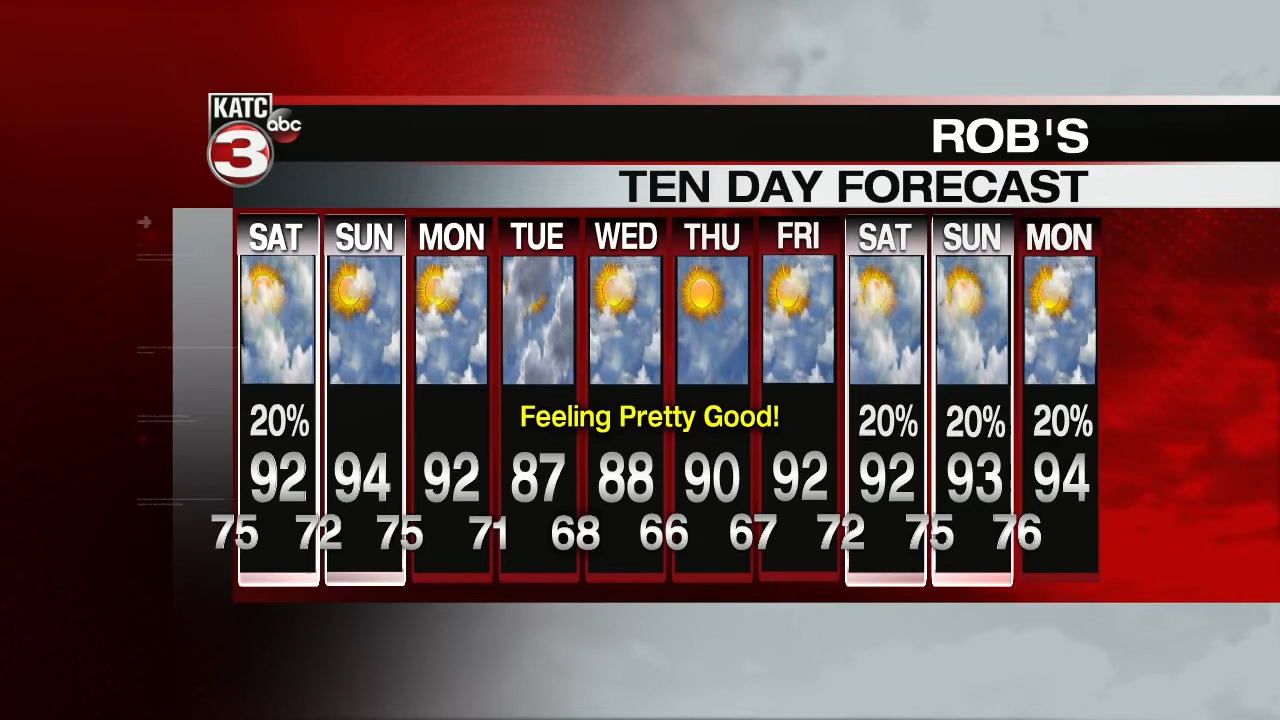 KATC
abc
3
ROB'S
TEN DAY FORECAST
SAT SUN MON TUE WED THU FRI SAT SUN MON
20% Feeling Pretty Good! 20% 20% 20%
92 94 92 87 88 90 92 92 93 94
75 72 75 71 68 66 67 72 75 76